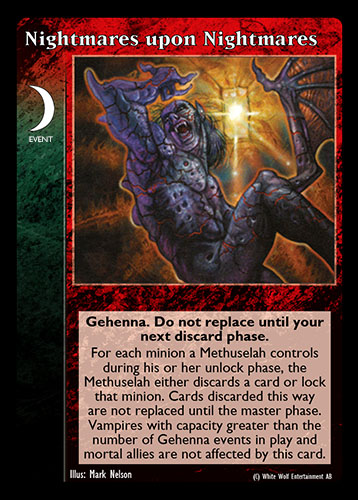 Nightmares upon Nightmares
EVENT
Gehenna. Do not replace until your
next discard phase.
For each minion a Methuselah controls
during his or her unlock phase, the
Methuselah either discards a card or lock
that minion. Cards discarded this way
are not replaced until the master phase.
Vampires with capacity greater than the
number of Gehenna events in play and
mortal allies are not affected by this card.
Illus: Mark Nelson
(C) White Wolf Entertainment AB